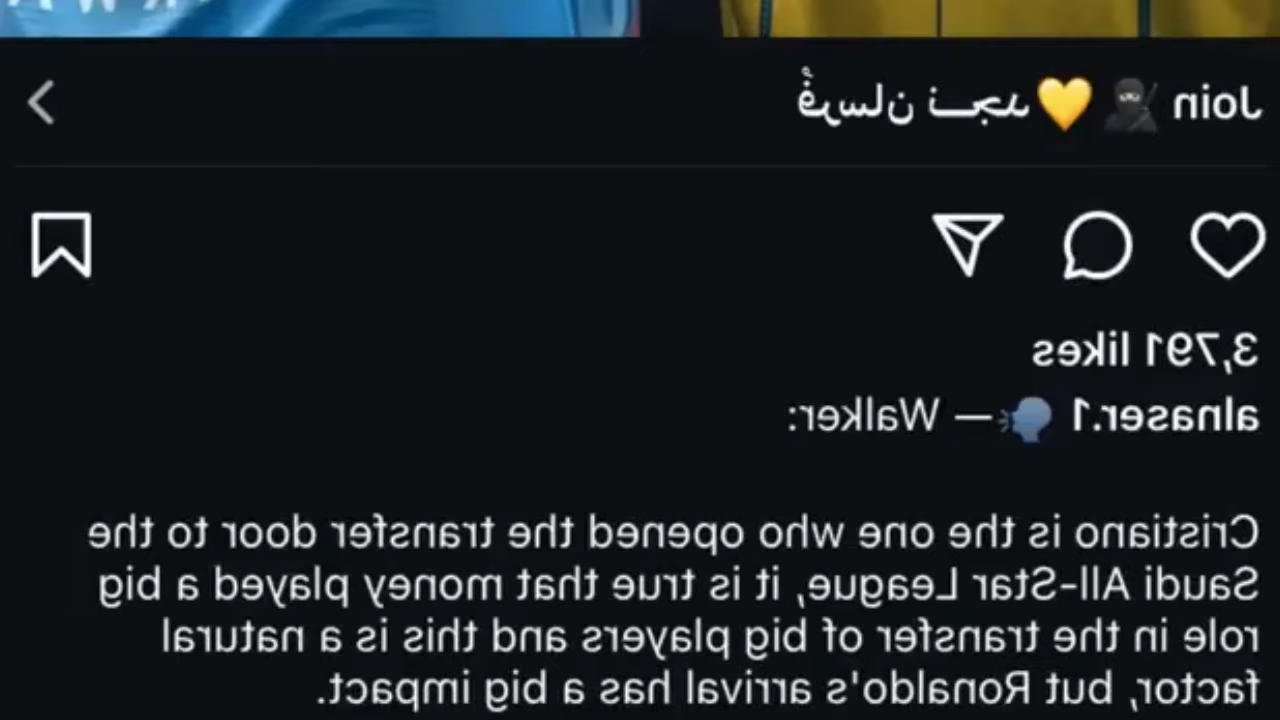 Join 🥷💛 فُرسان نجـــد
3,791 likes
alnaser.1 🗣️— Walker:
Cristiano is the one who opened the transfer door to the
Saudi All-Star League, it is true that money played a big
role in the transfer of big players and this is a natural
factor, but Ronaldo's arrival has a big impact.